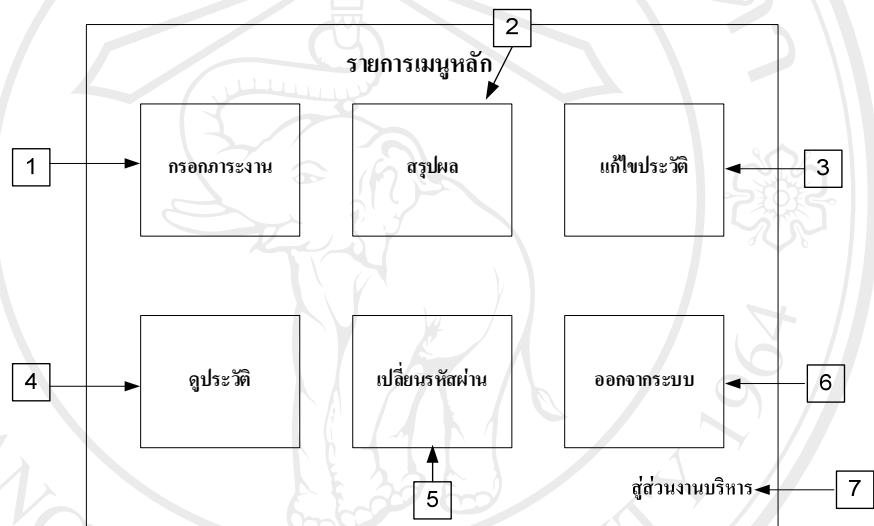 2
รายการเมนูหลัก
1
กรอกภาระงาน
สรุปผล
แก้ไขประวัติ
3
4
ดูประวัติ
เปลี่ยนรหัสผ่าน
ออกจากระบบ
6
5
สู่ส่วนงานบริหาร
7
1964